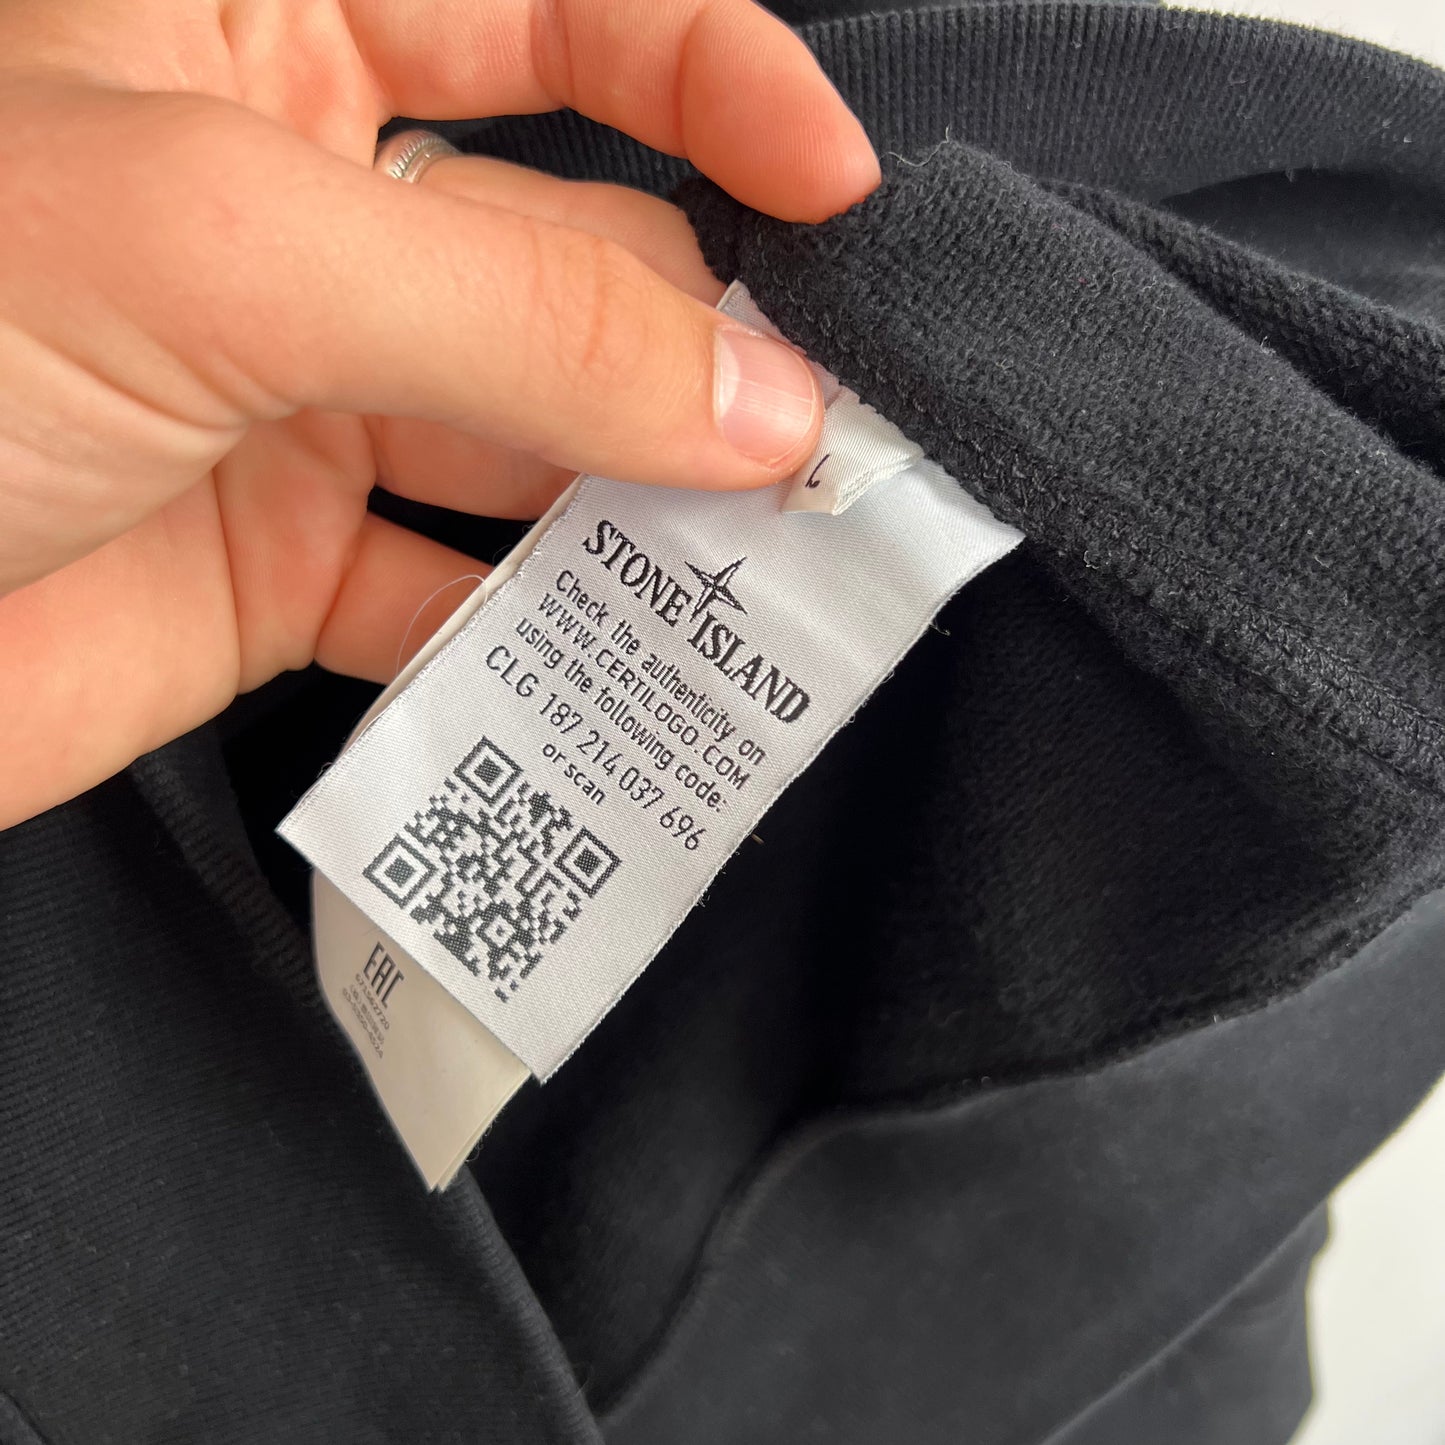 L
STONE ISLAND
Check the authenticity on
WWW.CERTILOGO.COM
using the following code:
CLG 187 214 037 696
or scan
EAC